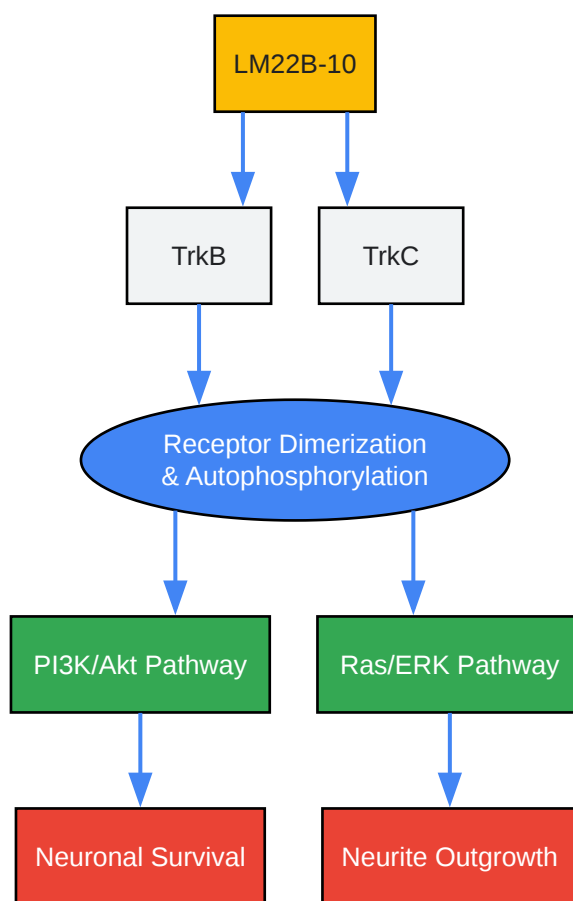 LM22B-10
TrkB
TrkC
Receptor Dimerization
& Autophosphorylation
PI3K/Akt Pathway
Ras/ERK Pathway
Neuronal Survival
Neurite Outgrowth